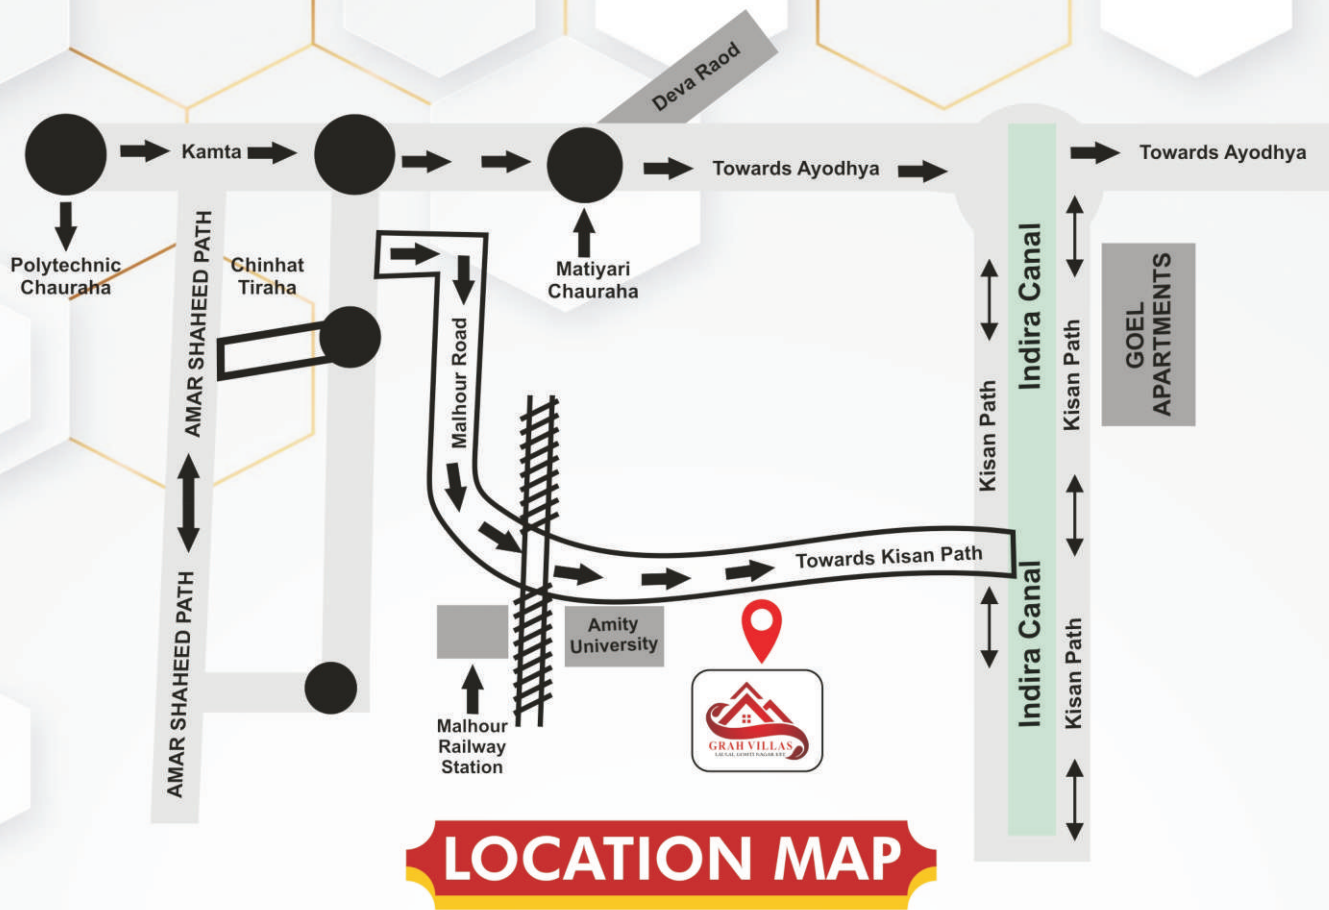 Deva Raod
Kamta
Towards Ayodhya
Towards Ayodhya
Polytechnic
Chauraha
AMAR SHAHEED PATH
Chinhat
Tiraha
Matiyari
Chauraha
Indira Canal
GOEL
APARTMENTS
Malhour Road
Kisan Path
Kisan Path
Towards Kisan Path
AMAR SHAHEED PATH
Amity
University
Indira Canal
Kisan Path
Malhour
Railway
Station
GRAH VILLAS
LOCATION MAP